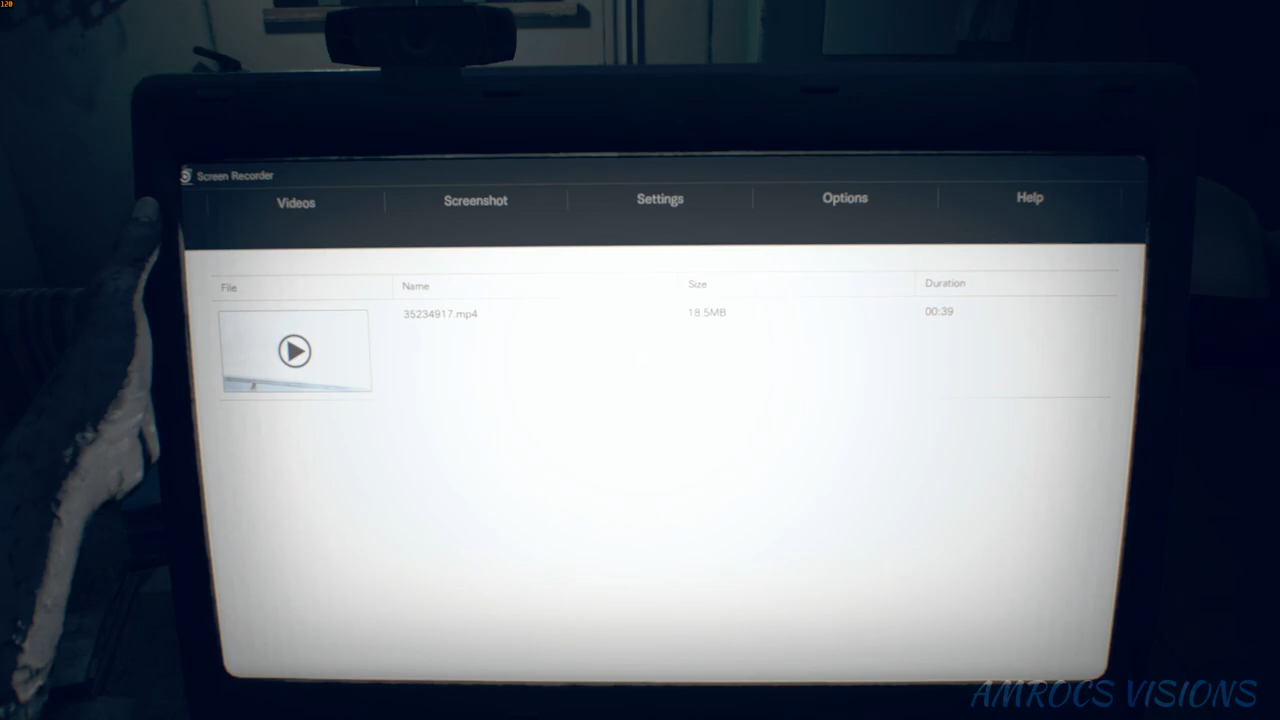 120
Screen Recorder
Videos Screenshot Settings Options Help
File Name Size Duration
35234917.mp4 18.5MB 00:39
AMROCS VISIONS